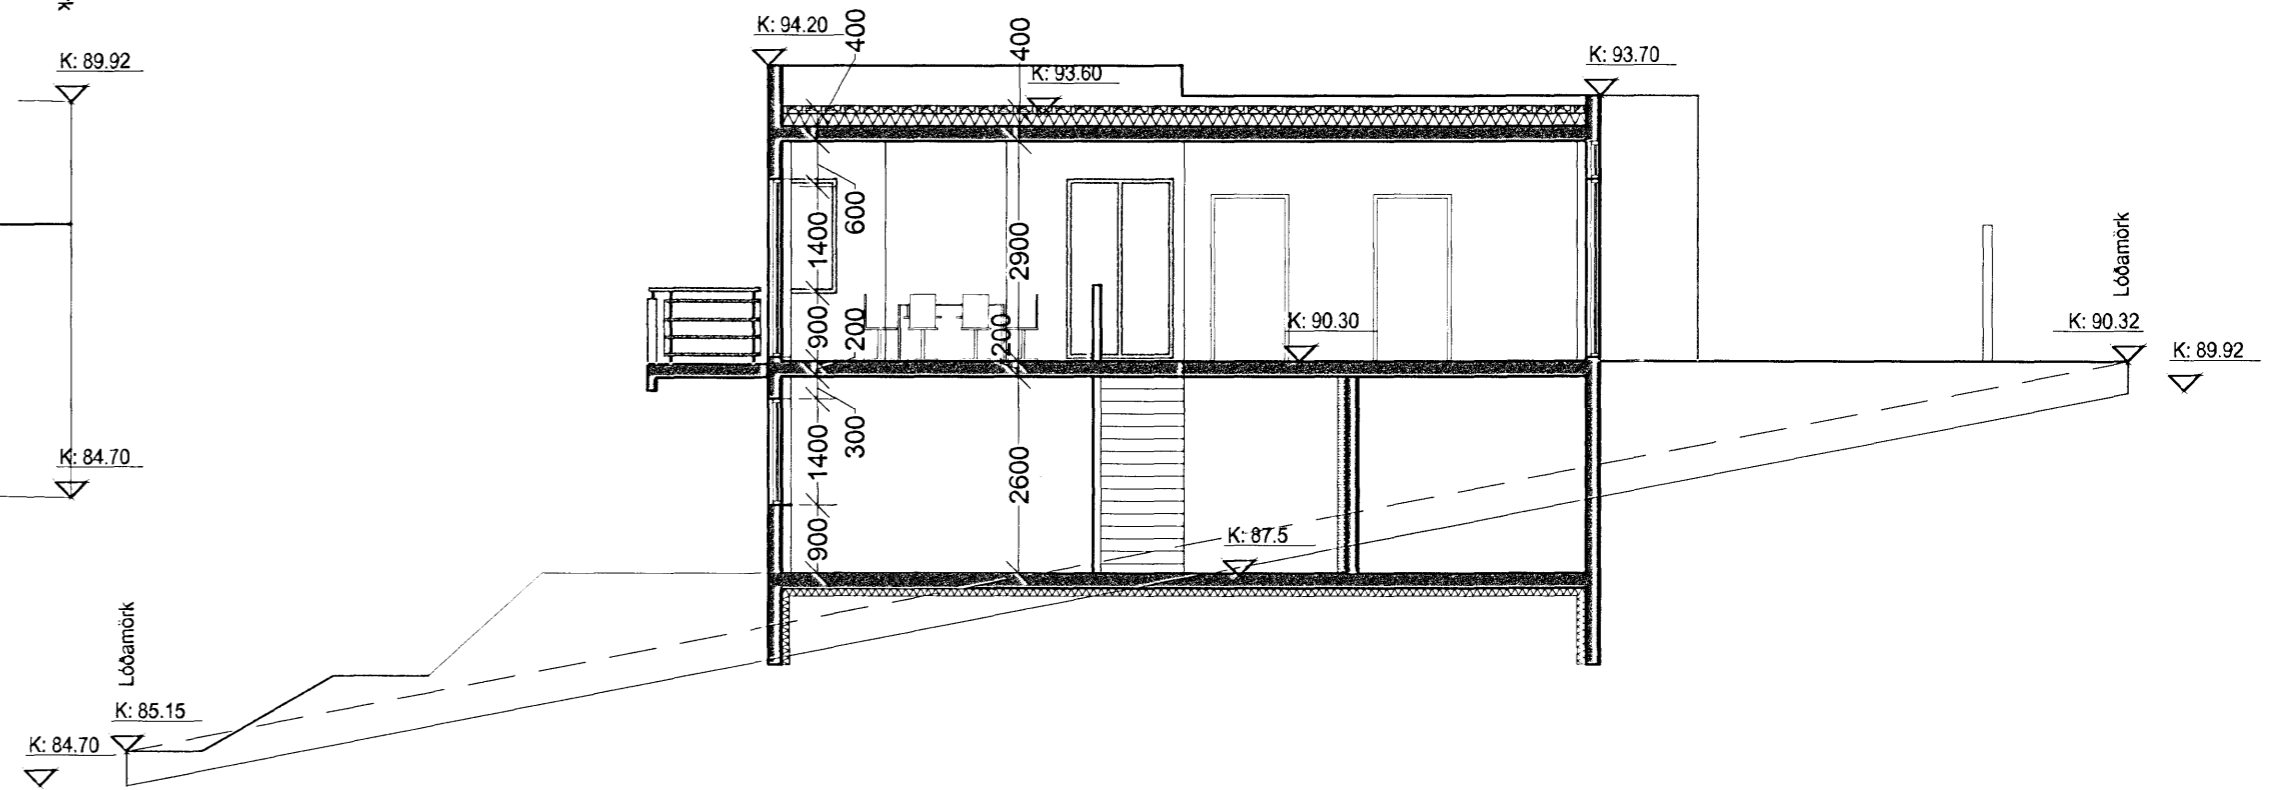 K: 89.92
K: 84.70
K: 94.20
400
400
K: 93.60
K: 93.70
600
1400
2900
900
200
200
K: 90.30
Lóðamörk
K: 90.32
K: 89.92
300
1400
2600
900
K: 87.5
Lóðamörk
K: 85.15
K: 84.70